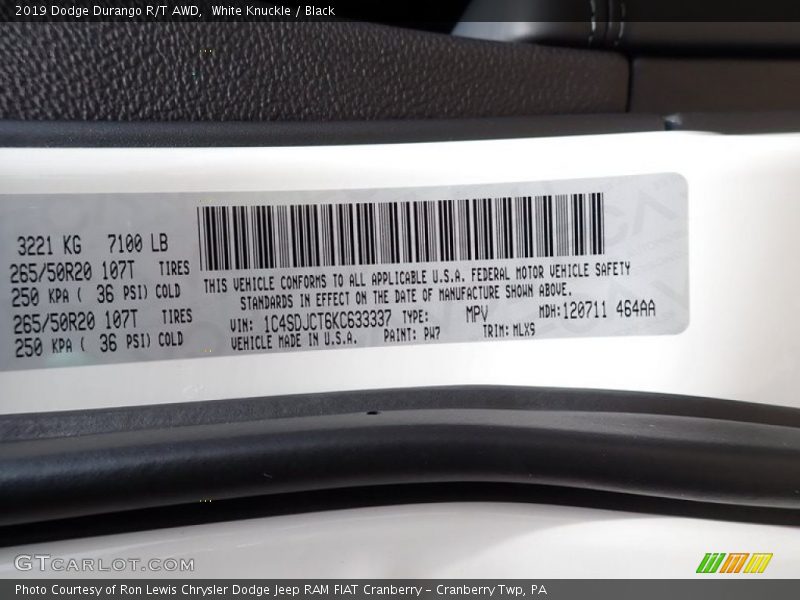 2019 Dodge Durango R/T AWD,  White Knuckle / Black
3221 KG  7100 LB
265/50R20 107T  TIRES
250 KPA ( 36 PSI) COLD
265/50R20 107T  TIRES
250 KPA ( 36 PSI) COLD
THIS VEHICLE CONFORMS TO ALL APPLICABLE U.S.A. FEDERAL MOTOR VEHICLE SAFETY
STANDARDS IN EFFECT ON THE DATE OF MANUFACTURE SHOWN ABOVE.
VIN: 1C4SDJCT6KC633337 TYPE: MPV MDH:120711 464AA
VEHICLE MADE IN U.S.A. PAINT: PW7 TRIM: MLX9
GTCARLOT.COM
Photo Courtesy of Ron Lewis Chrysler Dodge Jeep RAM FIAT Cranberry – Cranberry Twp, PA